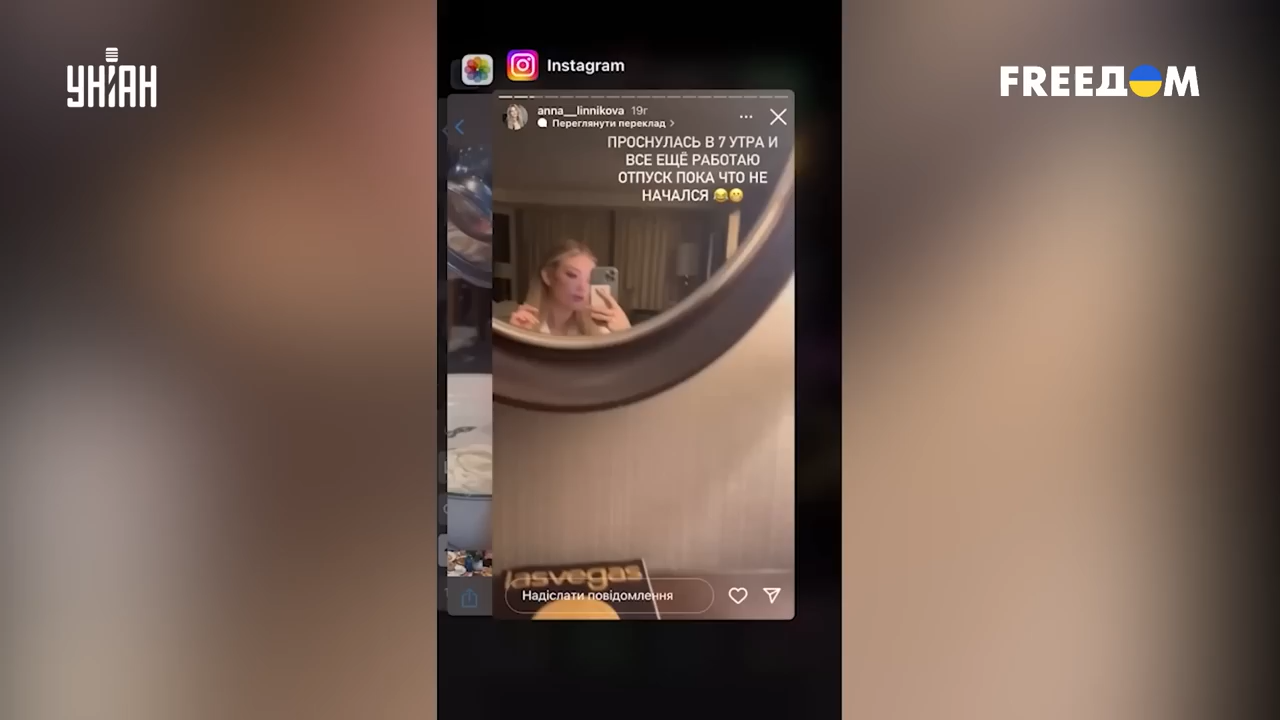 УНІАН
Instagram
FREEДOM
anna__linnikova 19г
Переглянути переклад >
ПРОСНУЛАСЬ В 7 УТРА И
ВСЕ ЕЩЁ РАБОТАЮ
ОТПУСК ПОКА ЧТО НЕ
НАЧАЛСЯ 😂🤭
lasvegas
Надіслати повідомлення